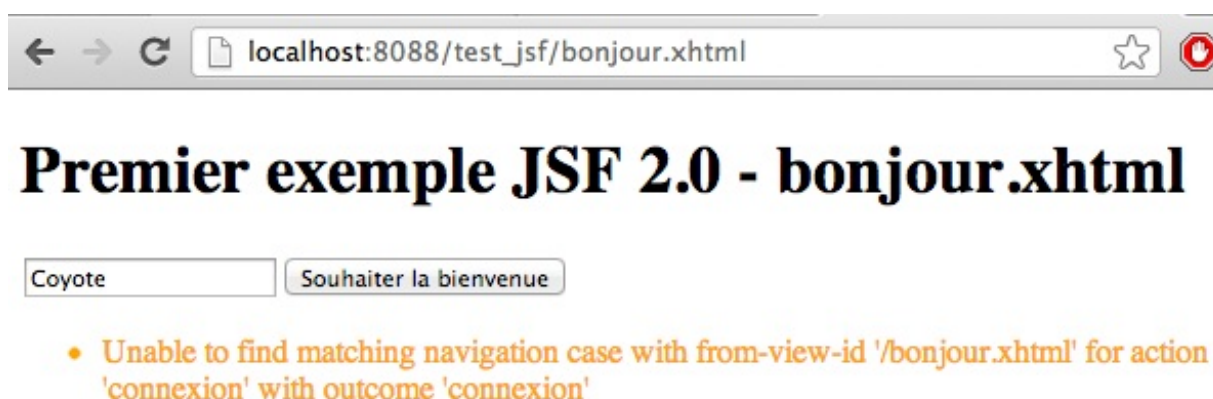 localhost:8088/test_jsf/bonjour.xhtml
Premier exemple JSF 2.0 - bonjour.xhtml
Coyote Souhaiter la bienvenue
• Unable to find matching navigation case with from-view-id '/bonjour.xhtml' for action
'connexion' with outcome 'connexion'